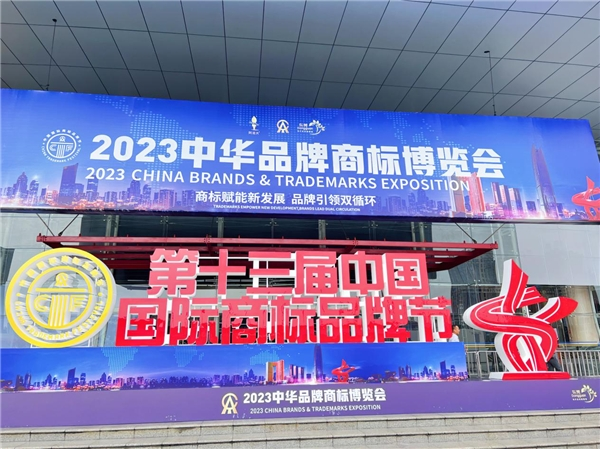 2023中华品牌商标博览会
2023 CHINA BRANDS & TRADEMARKS EXPOSITION
商标赋能新发展 品牌引领双循环
TRADEMARKS EMPOWER NEW DEVELOPMENT, BRANDS LEAD DUAL CIRCULATION
第十三届中国
国际商标品牌节
2023中华品牌商标博览会
2023 CHINA BRANDS & TRADEMARKS EXPOSITION